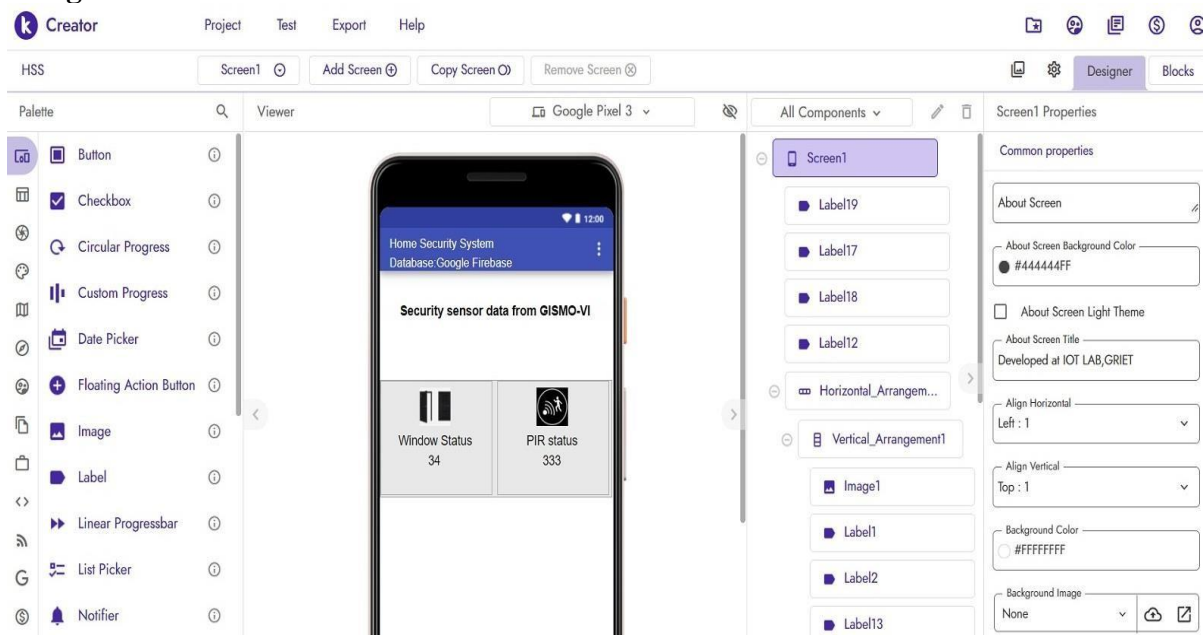 Creator
Project
Test
Export
Help
HSS
Screen1
Add Screen
Copy Screen
Remove Screen
Designer
Blocks
Palette
Viewer
Google Pixel 3
All Components
Screen1 Properties
Button
Checkbox
Circular Progress
Custom Progress
Date Picker
Floating Action Button
Image
Label
Linear Progressbar
List Picker
Notifier
12:00
Home Security System
Database:Google Firebase
Security sensor data from GISMO-VI
Window Status
34
PIR status
333
Screen1
Label19
Label17
Label18
Label12
Horizontal_Arrangem...
Vertical_Arrangement1
Image1
Label1
Label2
Label13
Common properties
About Screen
About Screen Background Color
#444444FF
About Screen Light Theme
About Screen Title
Developed at IOT LAB,GRIET
Align Horizontal
Left : 1
Align Vertical
Top : 1
Background Color
#FFFFFFFF
Background Image
None